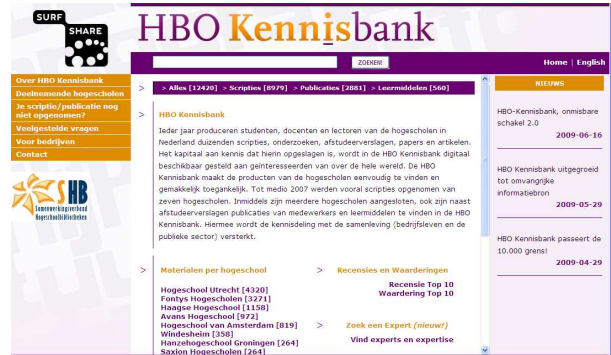 SURF
SHARE
HBO Kennisbank
ZOEKEN!
Home | English
Over HBO Kennisbank
Deelnemende hogescholen
Je scriptie/publicatie nog
niet opgenomen?
Veelgestelde vragen
Voor bedrijven
Contact
SHB
Samenwerkingsverband
Hogeschoolbibliotheken
> > Alles [12420] > Scripties [8979] > Publicaties [2881] > Leermiddelen [560]
> HBO Kennisbank
Ieder jaar produceren studenten, docenten en lectoren van de hogescholen in
Nederland duizenden scripties, onderzoeken, afstudeerverslagen, papers en artikelen.
Het kapitaal aan kennis dat hierin opgeslagen is, wordt in de HBO Kennisbank digitaal
beschikbaar gesteld aan geïnteresseerden van over de hele wereld. De HBO
Kennisbank maakt de producten van de hogescholen eenvoudig te vinden en
gemakkelijk toegankelijk. Tot medio 2007 werden vooral scripties opgenomen van
zeven hogescholen. Inmiddels zijn meerdere hogescholen aangesloten, ook zijn naast
afstudeerverslagen publicaties van medewerkers en leermiddelen te vinden in de HBO
Kennisbank. Hiermee wordt de kennisdeling met de samenleving (bedrijfsleven en de
publieke sector) versterkt.
> Materialen per hogeschool
Hogeschool Utrecht [4320]
Fontys Hogescholen [3271]
Haagse Hogeschool [1158]
Avans Hogeschool [972]
Hogeschool van Amsterdam [819]
Windesheim [358]
Hanzehogeschool Groningen [264]
Saxion Hogescholen [264]
> Recensies en Waarderingen
Recensie Top 10
Waardering Top 10
> Zoek een Expert (nieuw!)
Vind experts en expertise
NIEUWS
HBO-Kennisbank, onmisbare
schakel 2.0
2009-06-16
HBO Kennisbank uitgegroeid
tot omvangrijke
informatiebron
2009-05-29
HBO Kennisbank passeert de
10.000 grens!
2009-04-29